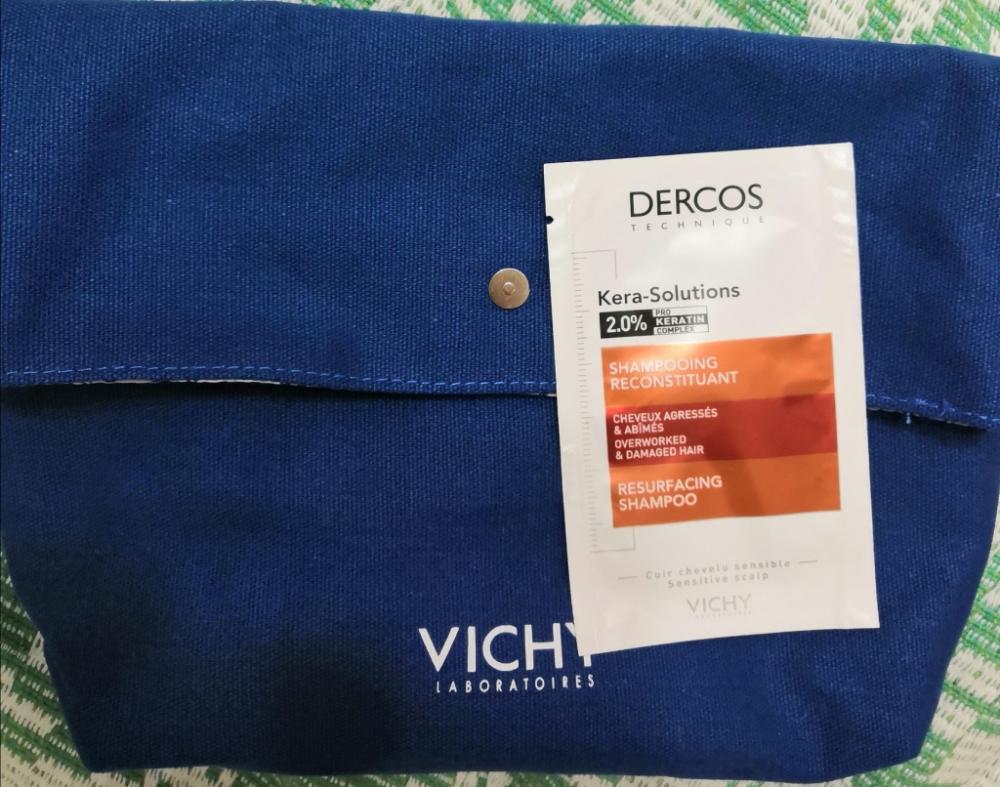 DERCOS
TECHNIQUE
Kera-Solutions
2.0% PRO
KERATIN
COMPLEX
SHAMPOOING
RECONSTITUANT
CHEVEUX AGRESSÉS
& ABÎMÉS
OVERWORKED
& DAMAGED HAIR
RESURFACING
SHAMPOO
Cuir chevelu sensible
Sensitive scalp
VICHY
LABORATOIRES
VICHY
LABORATOIRES